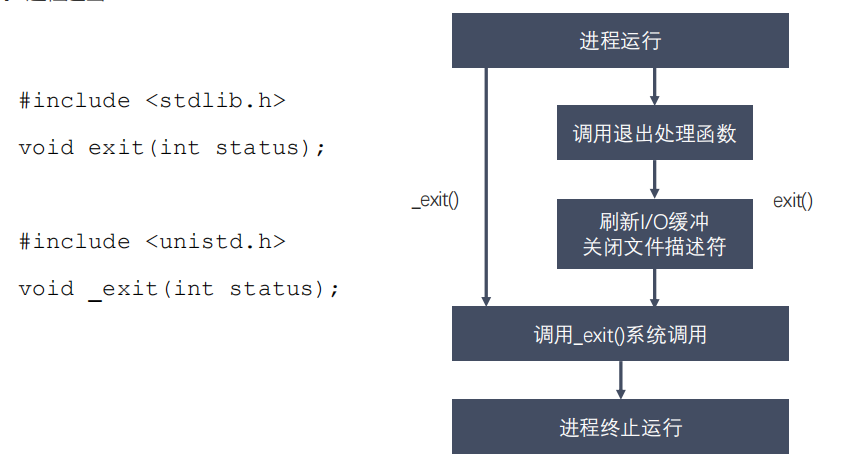 #include <stdlib.h>
void exit(int status);
#include <unistd.h>
void _exit(int status);
进程运行
调用退出处理函数
_exit()
exit()
刷新I/O缓冲
关闭文件描述符
调用_exit()系统调用
进程终止运行